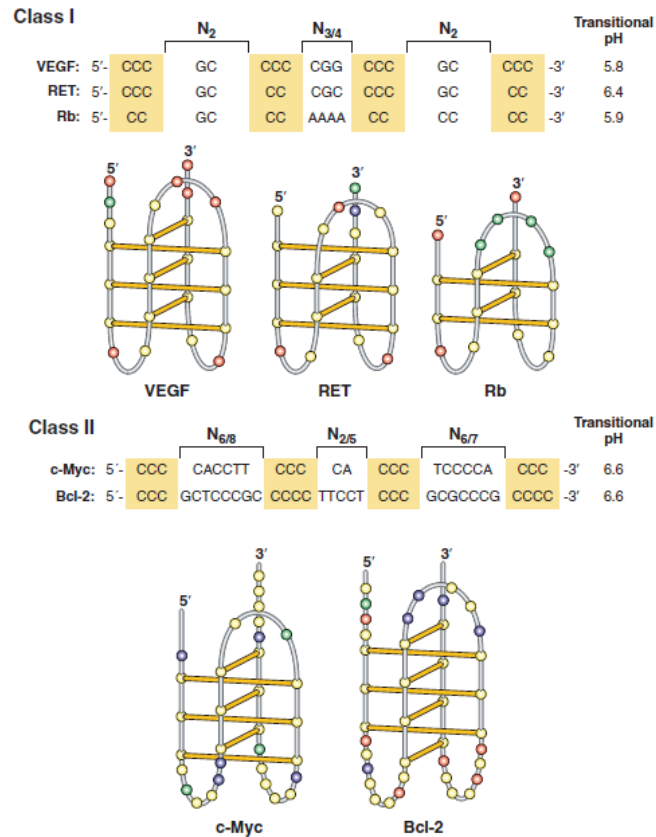 Class I N2 N3/4 N2 Transitional pH
VEGF: 5′- CCC GC CCC CGG CCC GC CCC -3′ 5.8
RET: 5′- CCC GC CC CGC CCC GC CC -3′ 6.4
Rb: 5′- CC GC CC AAAA CC CC CC -3′ 5.9
5′ 3′ 5′ 3′ 5′ 3′
VEGF RET Rb
Class II N6/8 N2/5 N6/7 Transitional pH
c-Myc: 5′- CCC CACCTT CCC CA CCC TCCCCA CCC -3′ 6.6
Bcl-2: 5′- CCC GCTCCCGC CCCC TTCCT CCC GCGCCCG CCCC -3′ 6.6
5′ 3′ 5′ 3′
c-Myc Bcl-2